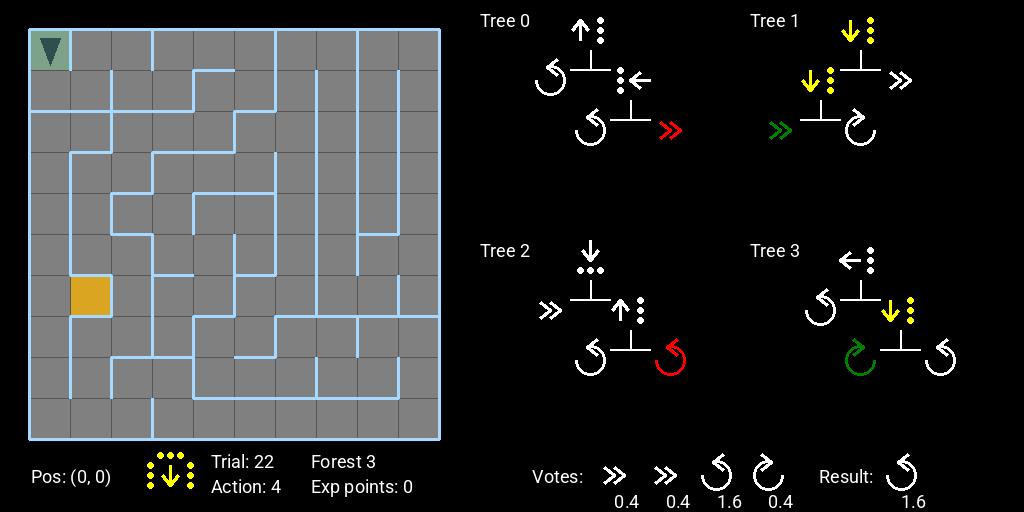 Tree 0
Tree 1
Tree 2
Tree 3
Pos: (0, 0)
Trial: 22
Forest 3
Action: 4
Exp points: 0
Votes:
0.4
0.4
1.6
0.4
Result:
1.6